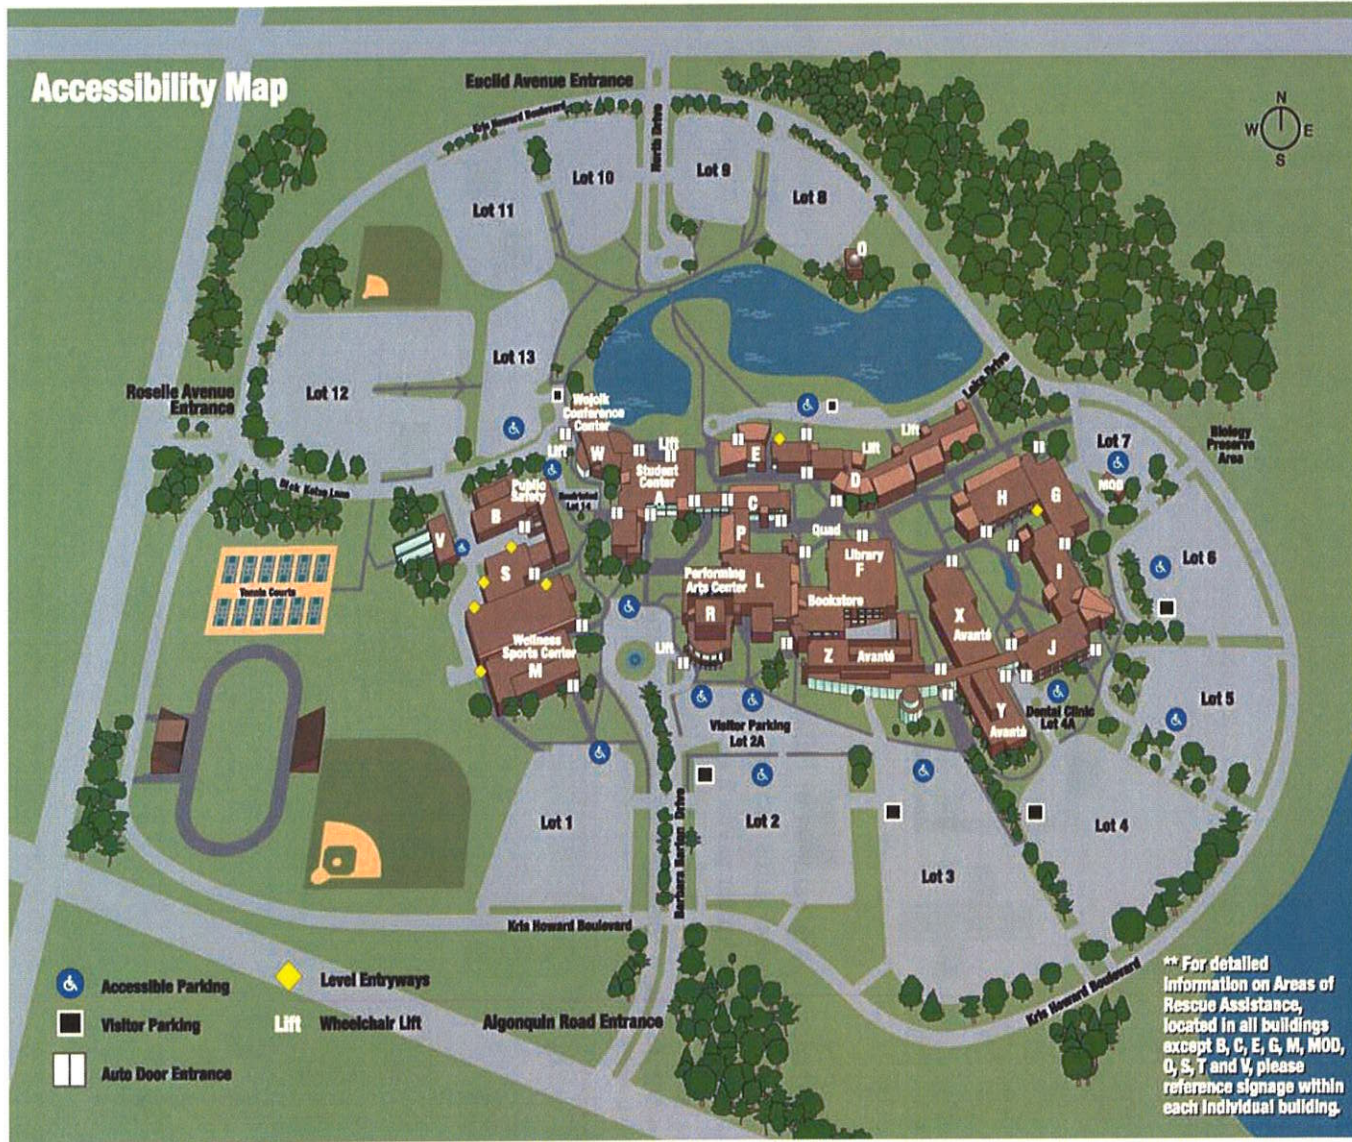 Accessibility Map
Euclid Avenue Entrance
Kris Howard Boulevard
North Drive
N
W E
S
Lot 10
Lot 9
Lot 8
Lot 11
O
Lot 13
Lot 12
Roselle Avenue
Entrance
Loira Drive
Wojcik
Conference
Center
Lift
W
Lift
Student
Center
A
E
Lift
Lift
D
Lot 7
MOD
Biology
Preserve
Area
Dick Kolze Lane
Public
Safety
B
Restricted
Lot 14
C
P
Quad
H
G
V
S
Library
F
Lot 6
I
Tennis Courts
Performing
Arts Center
L
R
Bookstore
X
Avanté
J
Wellness
Sports Center
M
Lift
Z
Avanté
Y
Avanté
Dental Clinic
Lot 4A
Lot 5
Visitor Parking
Lot 2A
Lot 1
Barbara Barton Drive
Lot 2
Lot 3
Lot 4
Kris Howard Boulevard
Kris Howard Boulevard
Algonquin Road Entrance
Accessible Parking
Visitor Parking
Auto Door Entrance
Level Entryways
Lift Wheelchair Lift
** For detailed
information on Areas of
Rescue Assistance,
located in all buildings
except B, C, E, G, M, MOD,
O, S, T and V, please
reference signage within
each individual building.